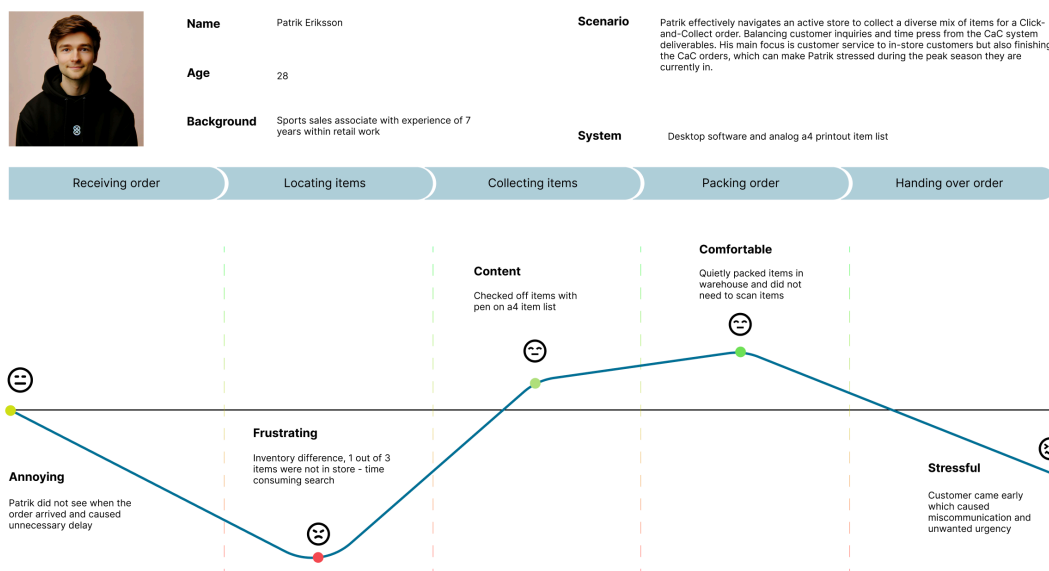 Name
Patrik Eriksson
Age
28
Background
Sports sales associate with experience of 7
years within retail work
Scenario
Patrik effectively navigates an active store to collect a diverse mix of items for a Click-
and-Collect order. Balancing customer inquiries and time press from the CaC system
deliverables. His main focus is customer service to in-store customers but also finishing
the CaC orders, which can make Patrik stressed during the peak season they are
currently in.
System
Desktop software and analog a4 printout item list
Receiving order
Locating items
Collecting items
Packing order
Handing over order
Annoying
Patrik did not see when the
order arrived and caused
unnecessary delay
Frustrating
Inventory difference, 1 out of 3
items were not in store - time
consuming search
Content
Checked off items with
pen on a4 item list
Comfortable
Quietly packed items in
warehouse and did not
need to scan items
Stressful
Customer came early
which caused
miscommunication and
unwanted urgency